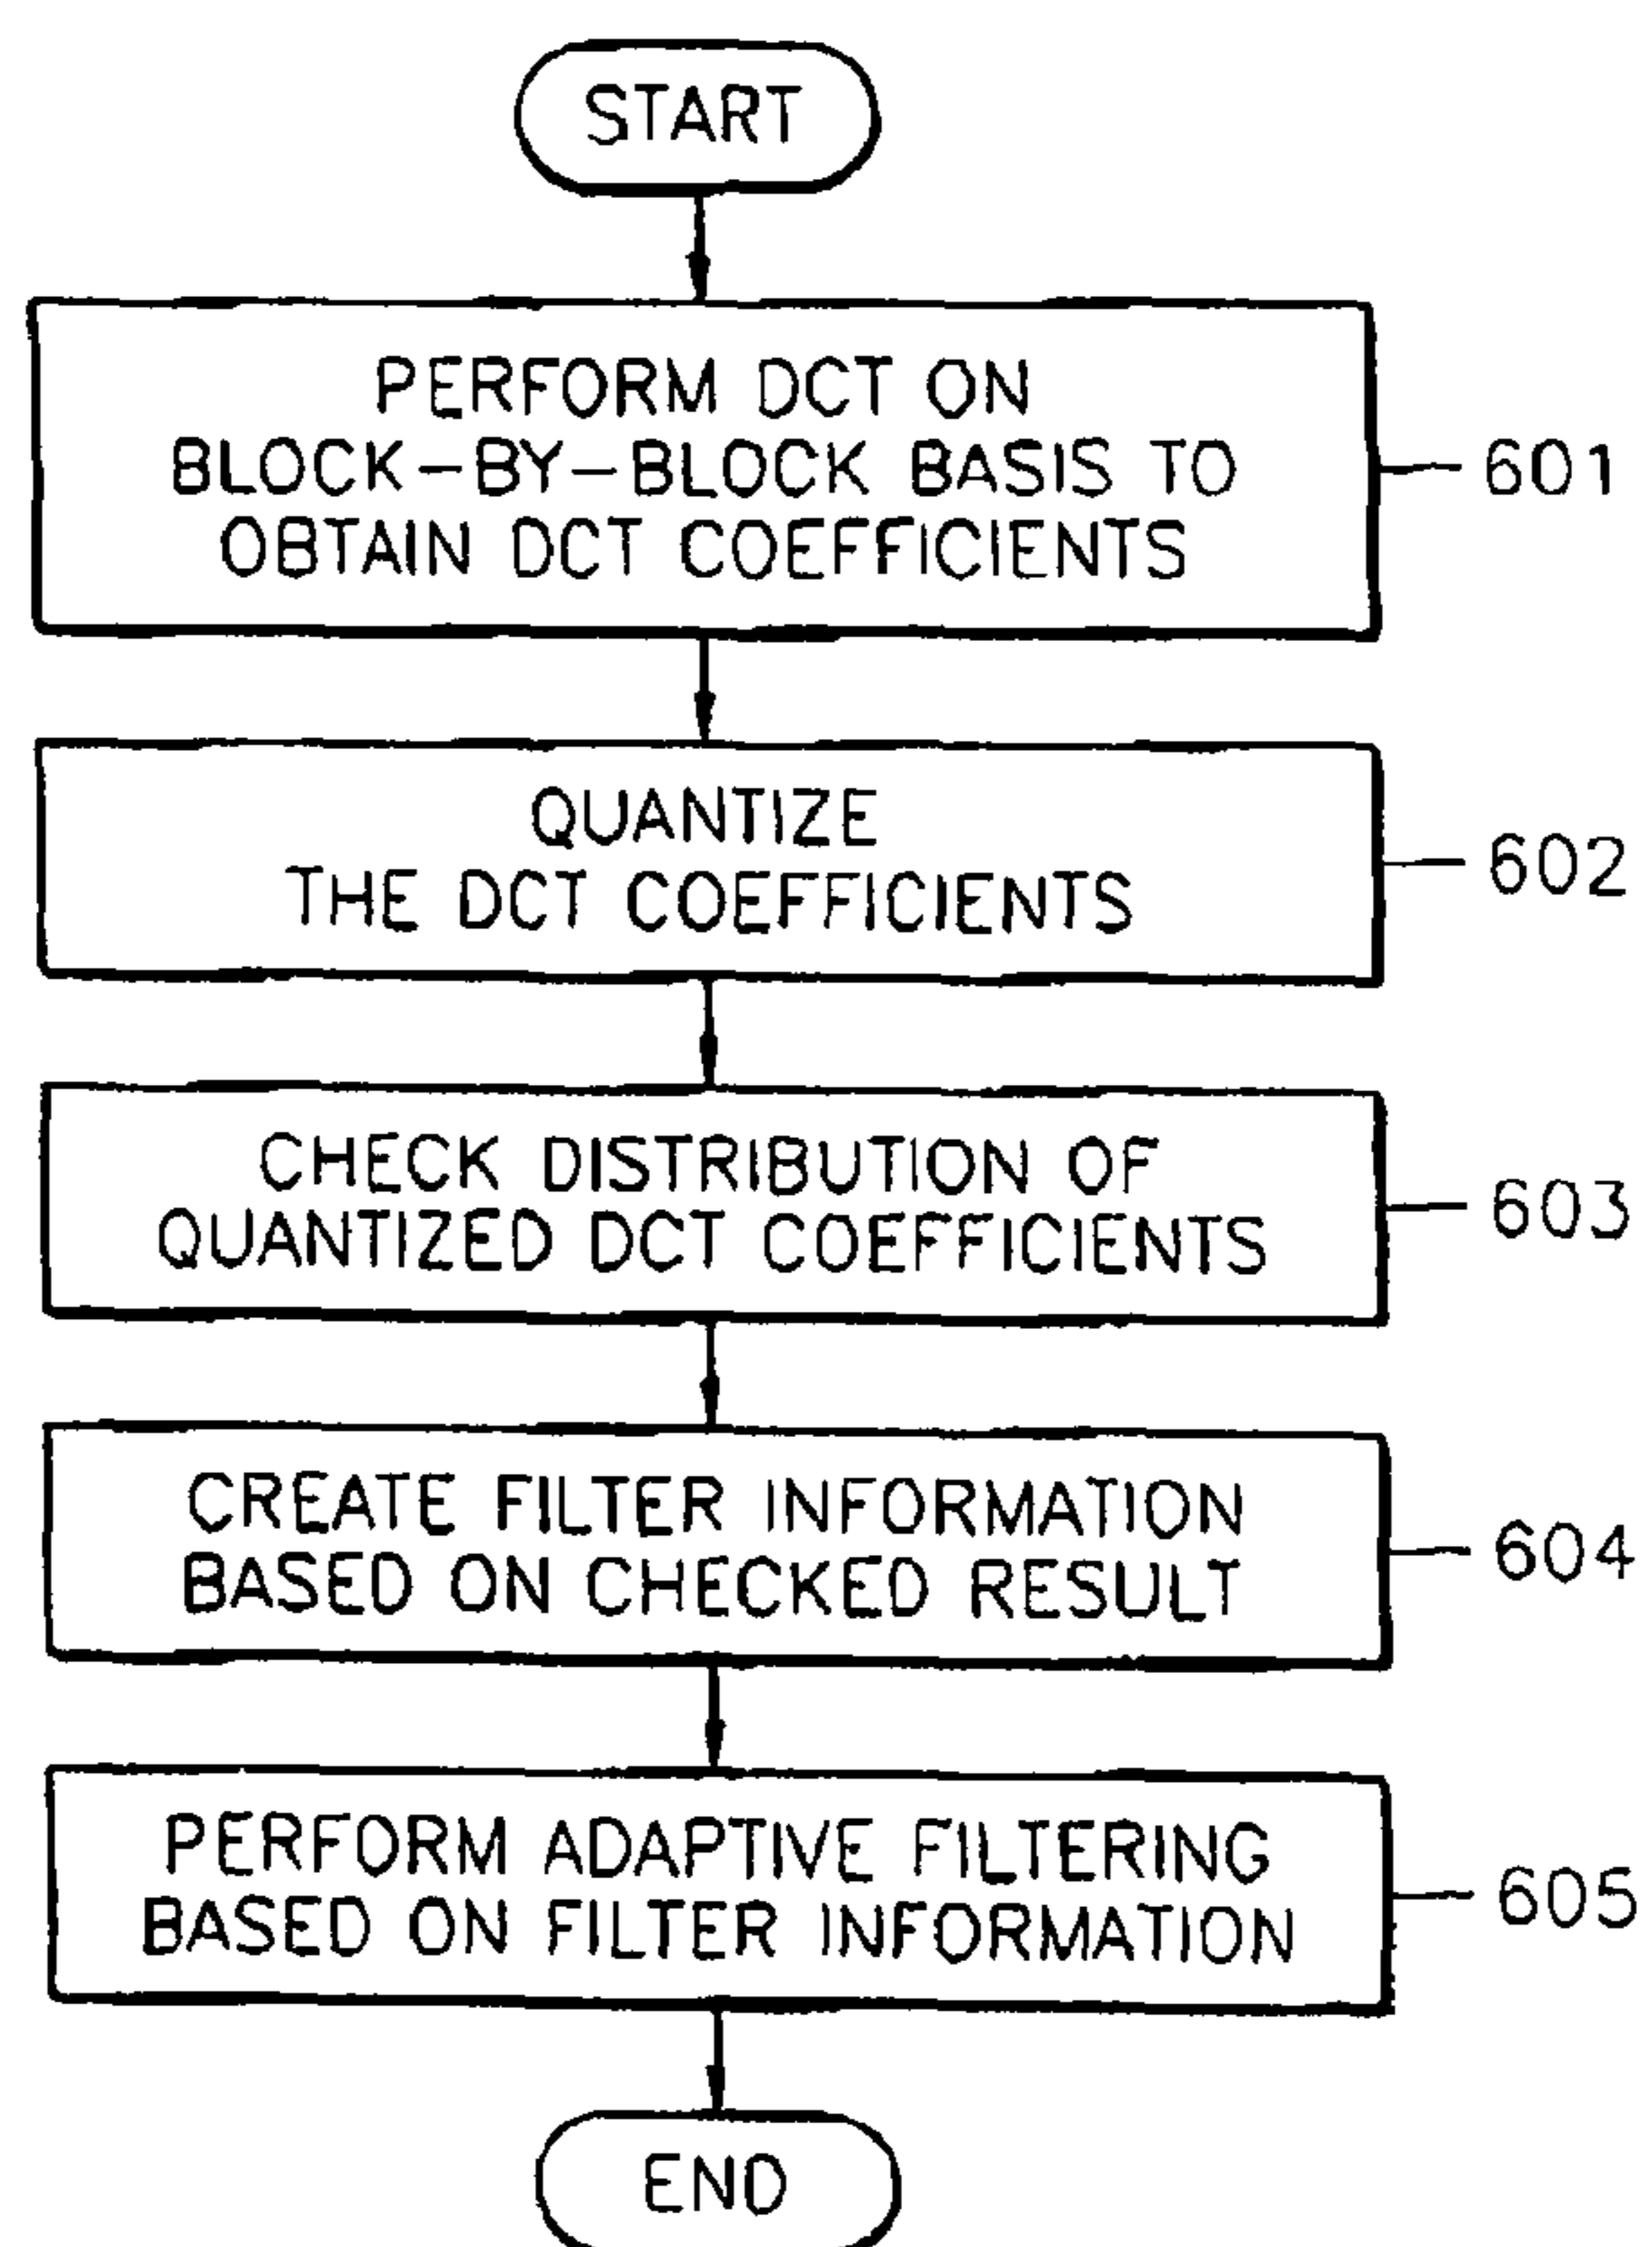 START
PERFORM DCT ON
BLOCK-BY-BLOCK BASIS TO
OBTAIN DCT COEFFICIENTS
601
QUANTIZE
THE DCT COEFFICIENTS
602
CHECK DISTRIBUTION OF
QUANTIZED DCT COEFFICIENTS
603
CREATE FILTER INFORMATION
BASED ON CHECKED RESULT
604
PERFORM ADAPTIVE FILTERING
BASED ON FILTER INFORMATION
605
END